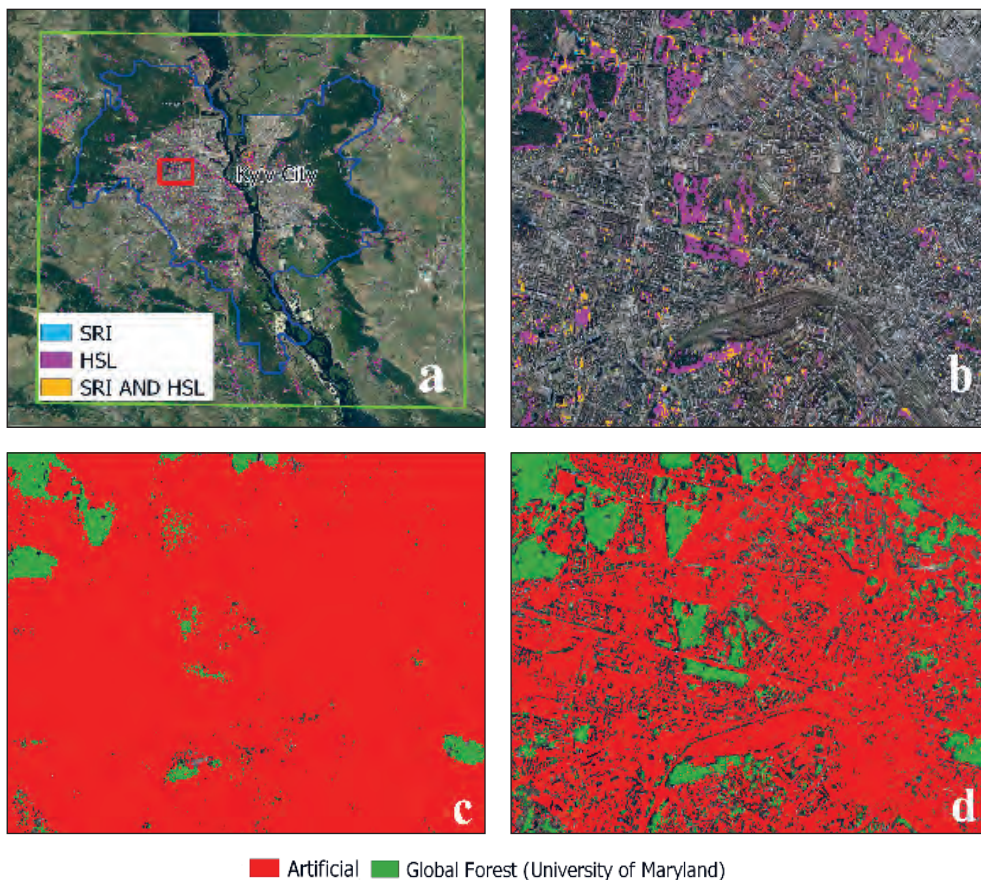 Kyiv City
SRI
HSL
SRI AND HSL
a
b
c
d
Artificial Global Forest (University of Maryland)